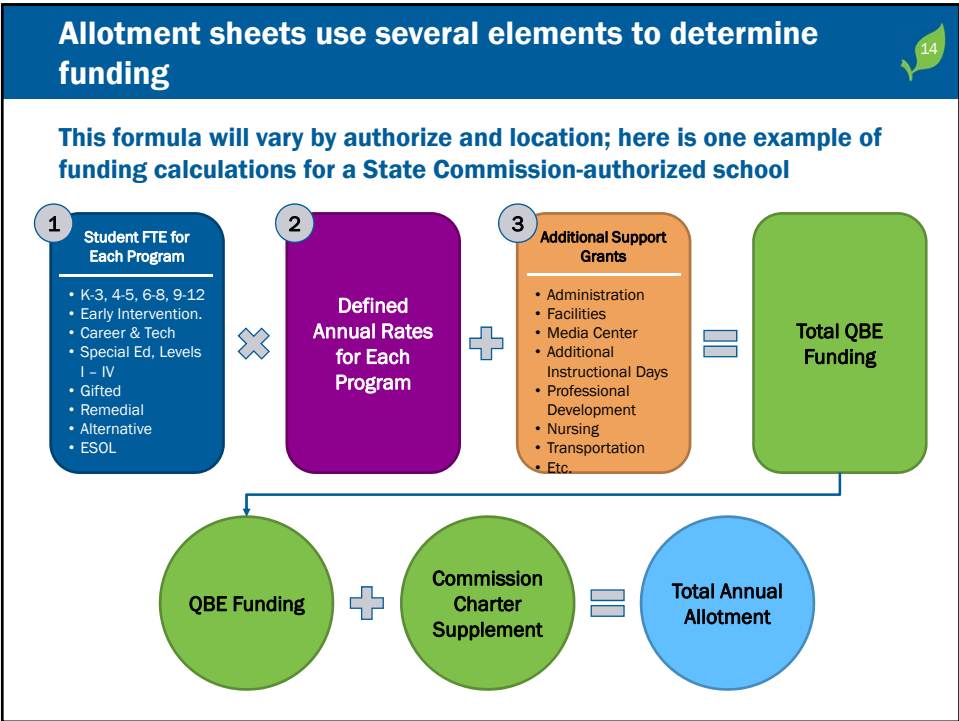 Allotment sheets use several elements to determine
funding
14
This formula will vary by authorize and location; here is one example of
funding calculations for a State Commission-authorized school
1
Student FTE for
Each Program
• K-3, 4-5, 6-8, 9-12
• Early Intervention.
• Career & Tech
• Special Ed, Levels
I – IV
• Gifted
• Remedial
• Alternative
• ESOL
2
Defined
Annual Rates
for Each
Program
3
Additional Support
Grants
• Administration
• Facilities
• Media Center
• Additional
Instructional Days
• Professional
Development
• Nursing
• Transportation
• Etc.
Total QBE
Funding
QBE Funding
Commission
Charter
Supplement
Total Annual
Allotment